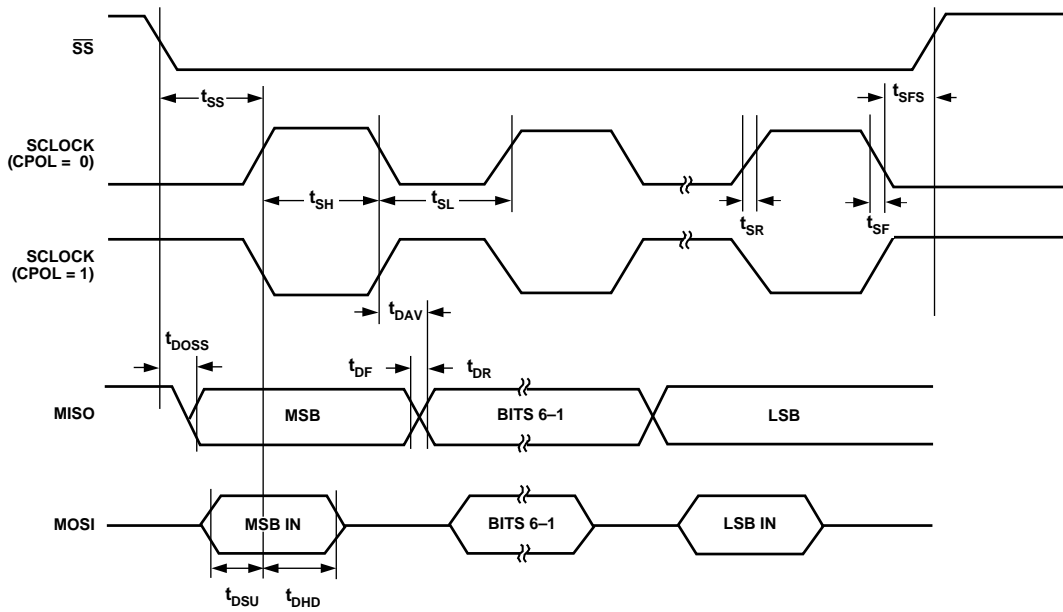 SS
tSS
tSFS
SCLOCK
(CPOL = 0)
tSH
tSL
tSR
tSF
SCLOCK
(CPOL = 1)
tDAV
tDOSS
tDF
tDR
MISO
MSB
BITS 6–1
LSB
MOSI
MSB IN
BITS 6–1
LSB IN
tDSU
tDHD